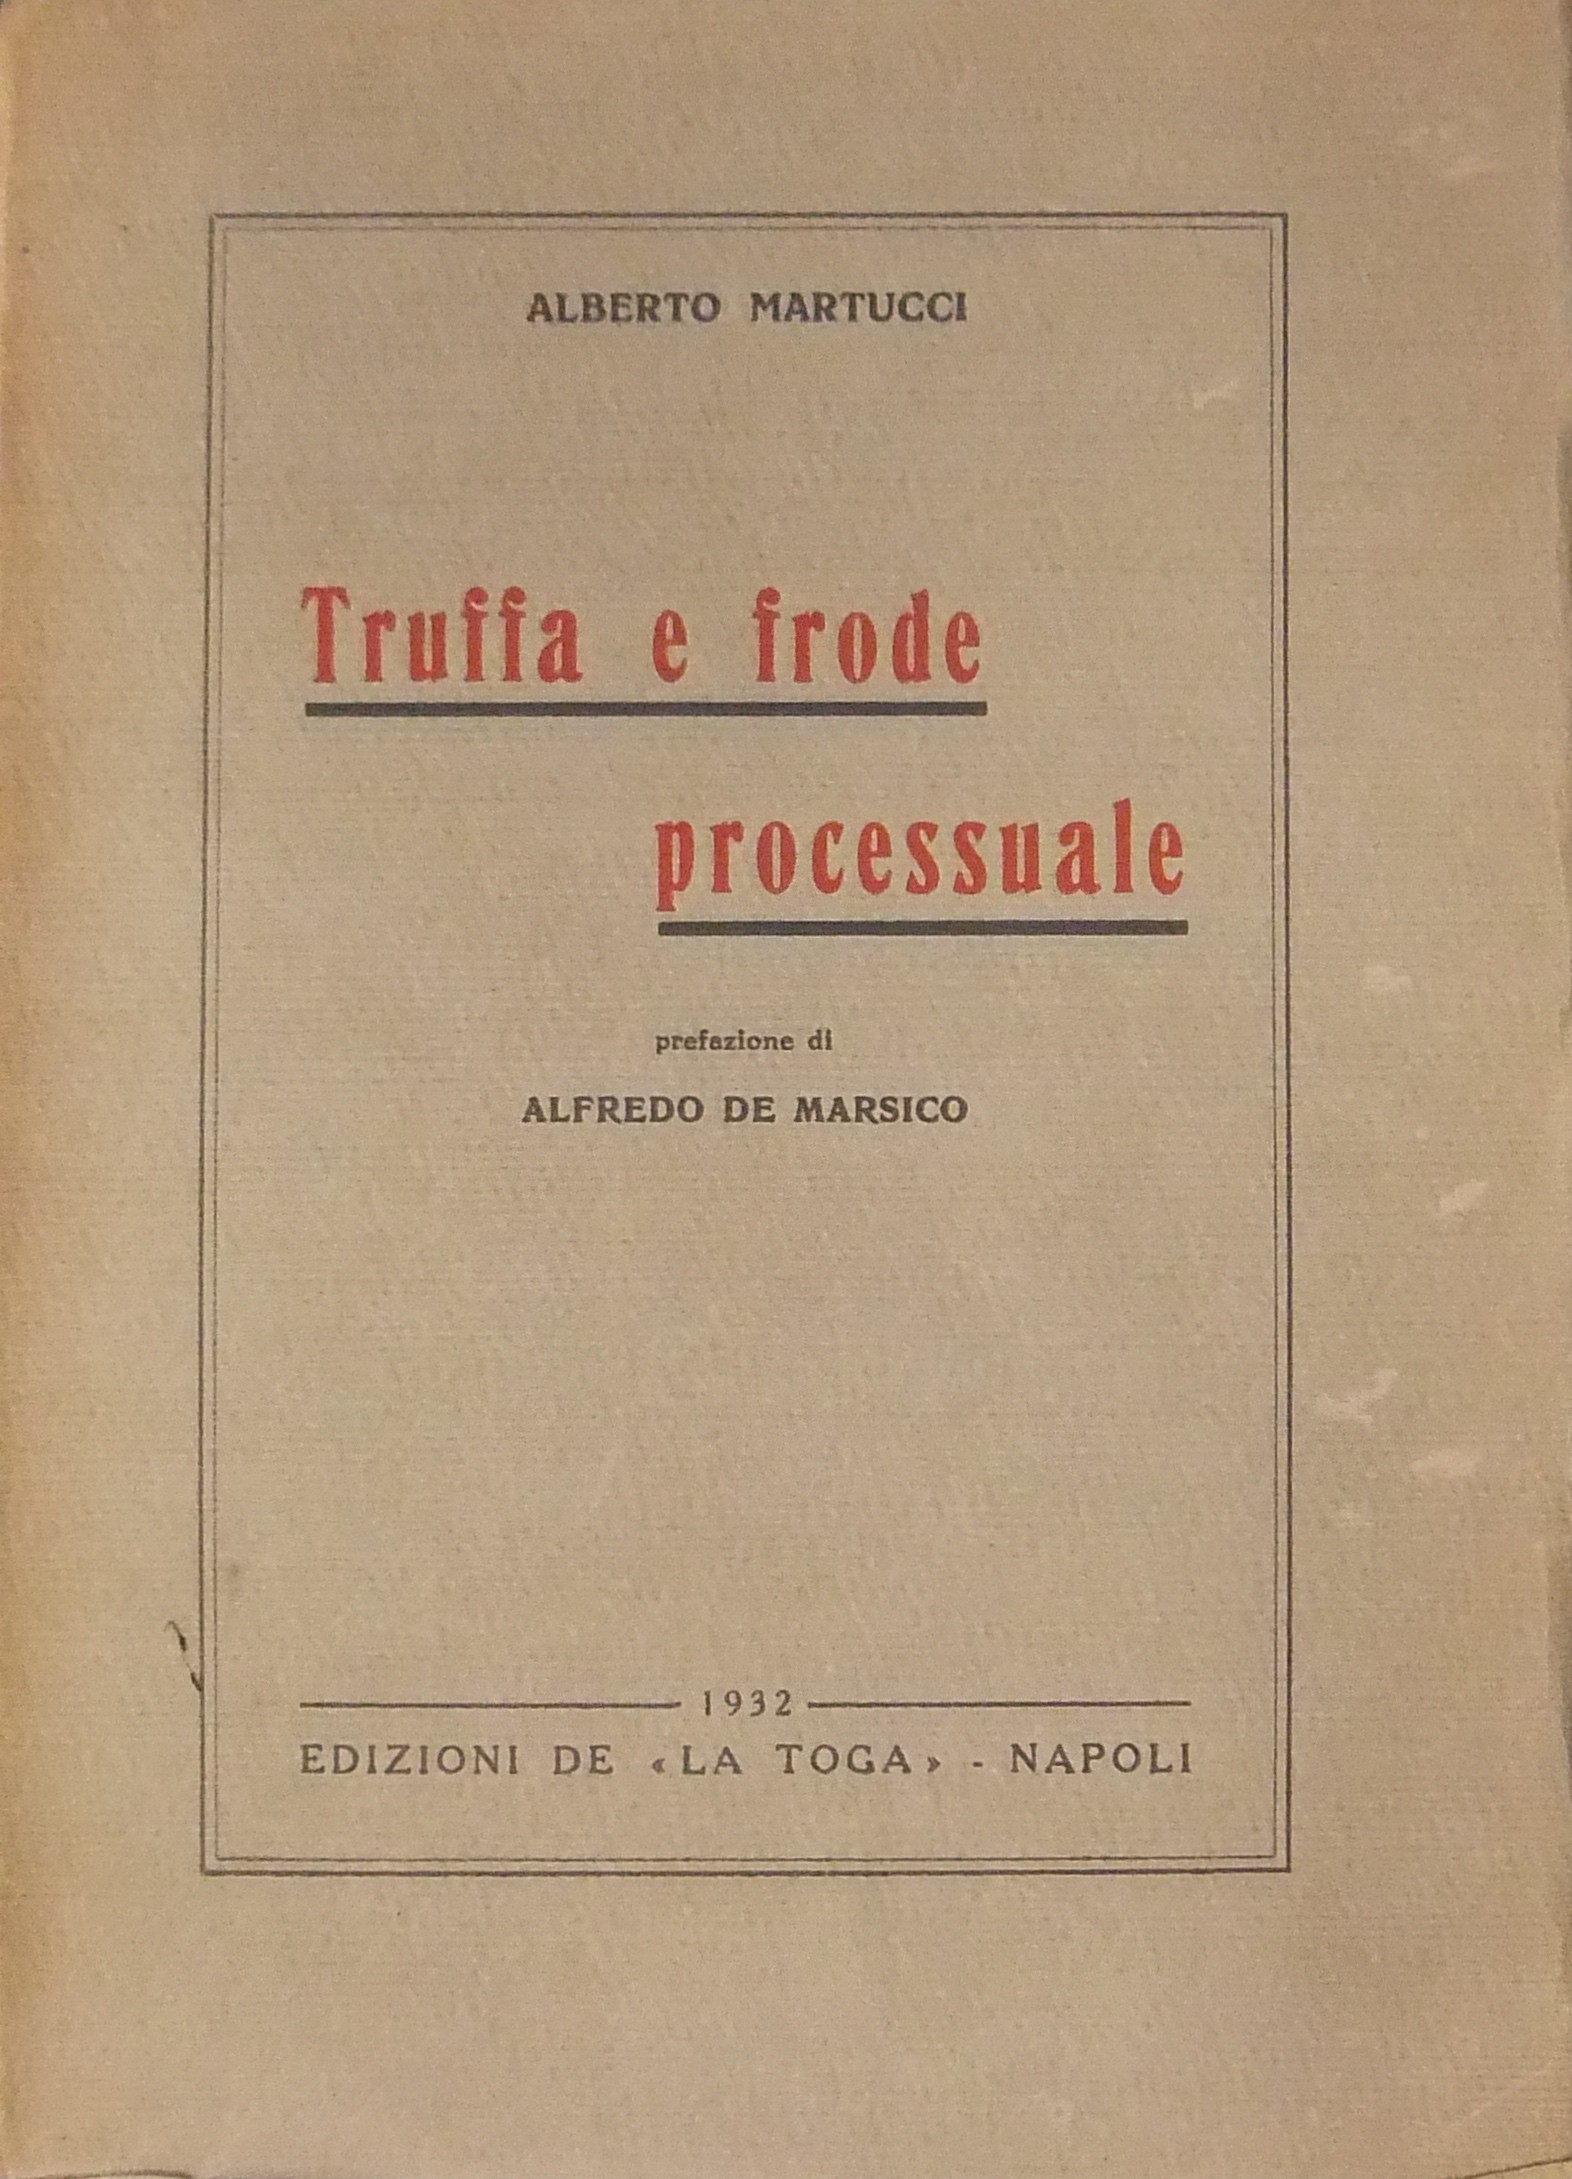 ALBERTO MARTUCCI
Truffa e frode
processuale
prefazione di
ALFREDO DE MARSICO
1932
EDIZIONI DE «LA TOGA» - NAPOLI